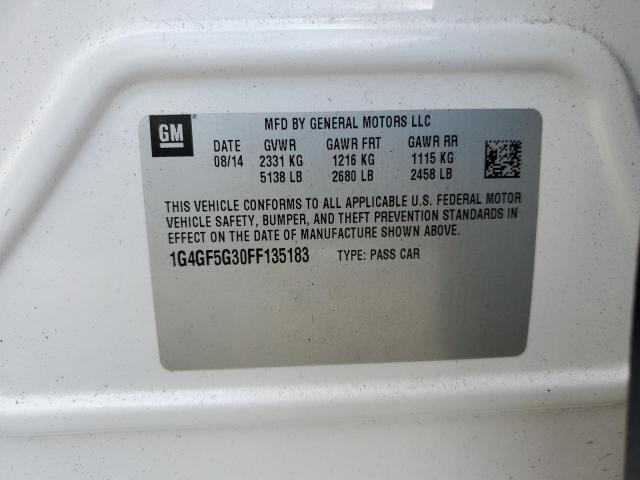 GM
MFD BY GENERAL MOTORS LLC
DATE GVWR GAWR FRT GAWR RR
08/14 2331 KG 1216 KG 1115 KG
5138 LB 2680 LB 2458 LB
THIS VEHICLE CONFORMS TO ALL APPLICABLE U.S. FEDERAL MOTOR
VEHICLE SAFETY, BUMPER, AND THEFT PREVENTION STANDARDS IN
EFFECT ON THE DATE OF MANUFACTURE SHOWN ABOVE.
1G4GF5G30FF135183 TYPE: PASS CAR